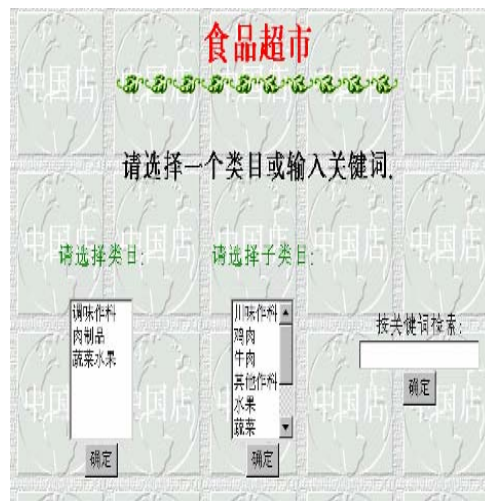 食品超市
请选择一个类目或输入关键词.
请选择类目:
调味作料
肉制品
蔬菜水果
确定
请选择子类目:
川味作料
鸡肉
牛肉
其他作料
水果
蔬菜
确定
按关键词检索:
确定
中国店